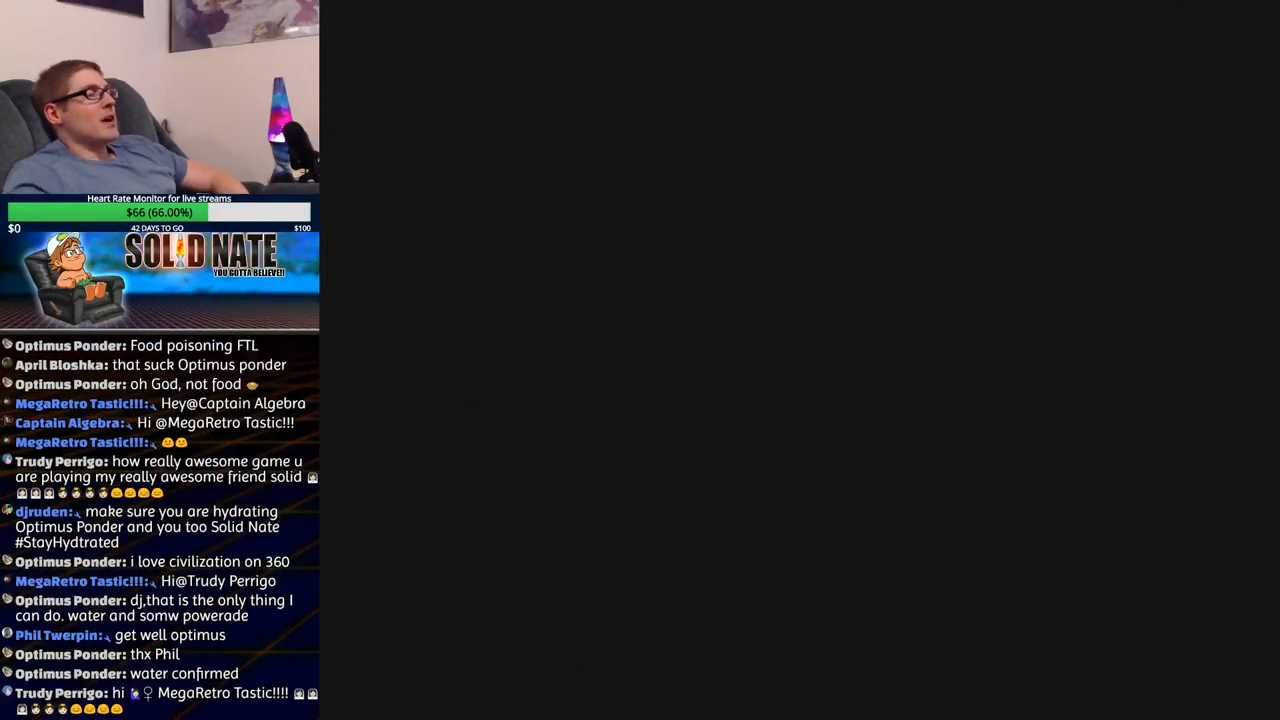 Heart Rate Monitor for live streams
$66 (66.00%)
$0 42 DAYS TO GO $100
SOLID NATE
YOU GOTTA BELIEVE!!
Optimus Ponder: Food poisoning FTL
April Bloshka: that suck Optimus ponder
Optimus Ponder: oh God, not food
MegaRetro Tastic!!!: Hey@Captain Algebra
Captain Algebra: Hi @MegaRetro Tastic!!!
MegaRetro Tastic!!!:
Trudy Perrigo: how really awesome game u
are playing my really awesome friend solid
djruden: make sure you are hydrating
Optimus Ponder and you too Solid Nate
#StayHydtrated
Optimus Ponder: i love civilization on 360
MegaRetro Tastic!!!: Hi@Trudy Perrigo
Optimus Ponder: dj,that is the only thing I
can do. water and somw powerade
Phil Twerpin: get well optimus
Optimus Ponder: thx Phil
Optimus Ponder: water confirmed
Trudy Perrigo: hi 🙋🏻♀ MegaRetro Tastic!!!!